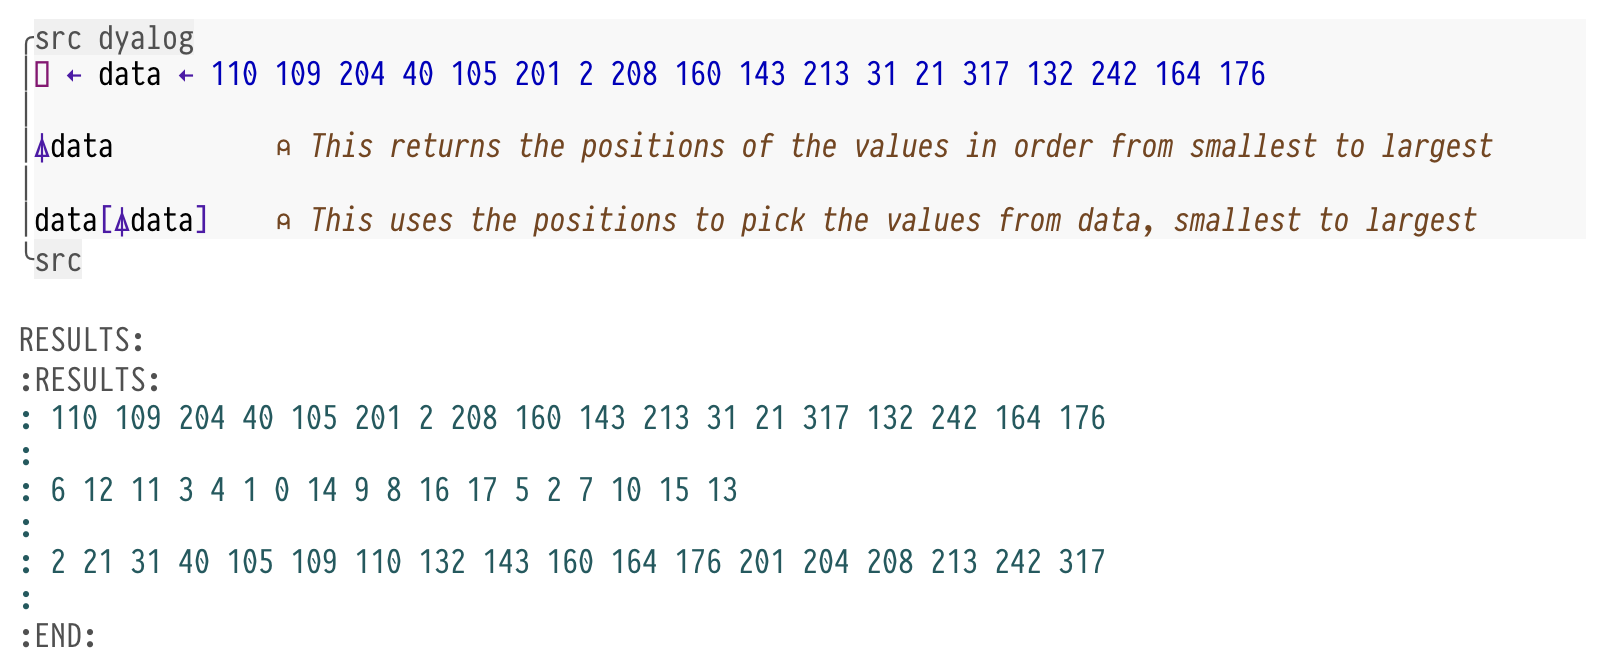 src dyalog
⎕ ← data ← 110 109 204 40 105 201 2 208 160 143 213 31 21 317 132 242 164 176
⍋data ⍝ This returns the positions of the values in order from smallest to largest
data[⍋data] ⍝ This uses the positions to pick the values from data, smallest to largest
src
RESULTS:
:RESULTS:
: 110 109 204 40 105 201 2 208 160 143 213 31 21 317 132 242 164 176
:
: 6 12 11 3 4 1 0 14 9 8 16 17 5 2 7 10 15 13
:
: 2 21 31 40 105 109 110 132 143 160 164 176 201 204 208 213 242 317
:
:END: